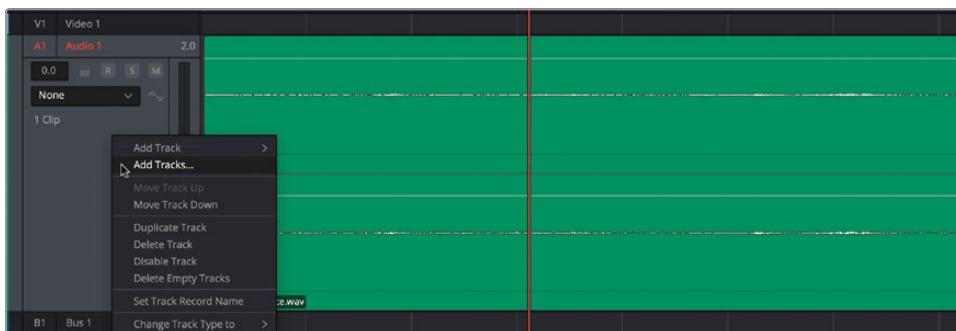 V1 Video 1
A1 Audio 1 2.0
0.0 R S M
None
1 Clip
Add Track >
Add Tracks...
Move Track Up
Move Track Down
Duplicate Track
Delete Track
Disable Track
Delete Empty Tracks
Set Track Record Name
ce.wav
B1 Bus 1
Change Track Type to >